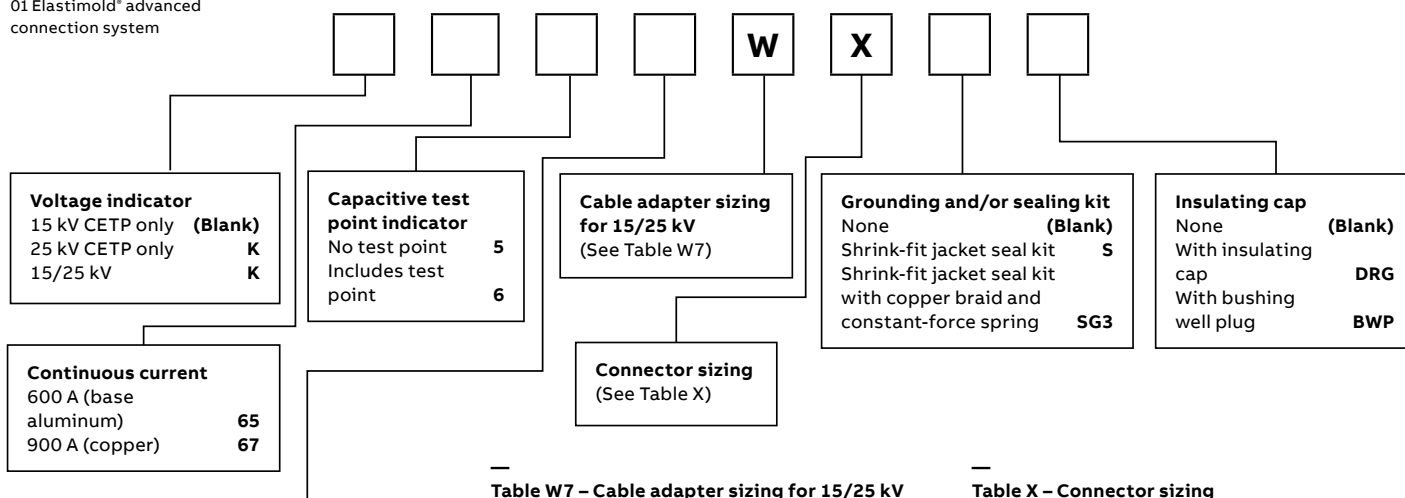 01 Elastimold® advanced
connection system
W
X
Voltage indicator
15 kV CETP only (Blank)
25 kV CETP only K
15/25 kV K
Capacitive test
point indicator
No test point 5
Includes test
point 6
Cable adapter sizing
for 15/25 kV
(See Table W7)
Grounding and/or sealing kit
None (Blank)
Shrink-fit jacket seal kit S
Shrink-fit jacket seal kit
with copper braid and
constant-force spring SG3
Insulating cap
None (Blank)
With insulating
cap DRG
With bushing
well plug BWP
Continuous current
600 A (base
aluminum) 65
900 A (copper) 67
Connector sizing
(See Table X)
Table W7 – Cable adapter sizing for 15/25 kV
Table X – Connector sizing